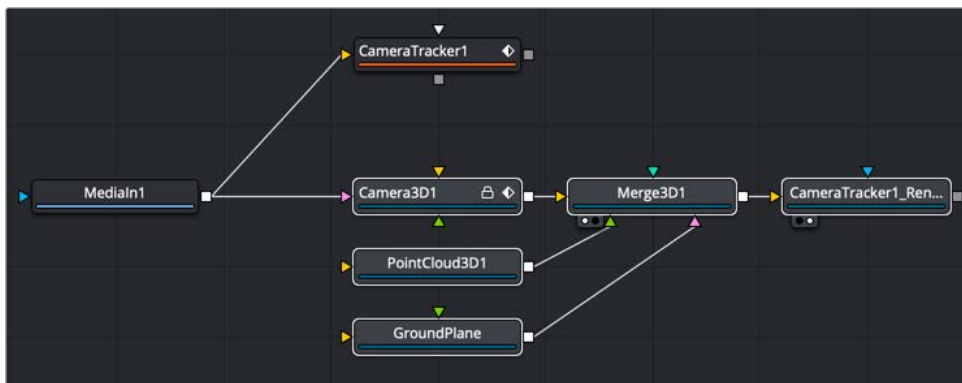 CameraTracker1
MediaIn1
Camera3D1
Merge3D1
CameraTracker1_Ren...
PointCloud3D1
GroundPlane